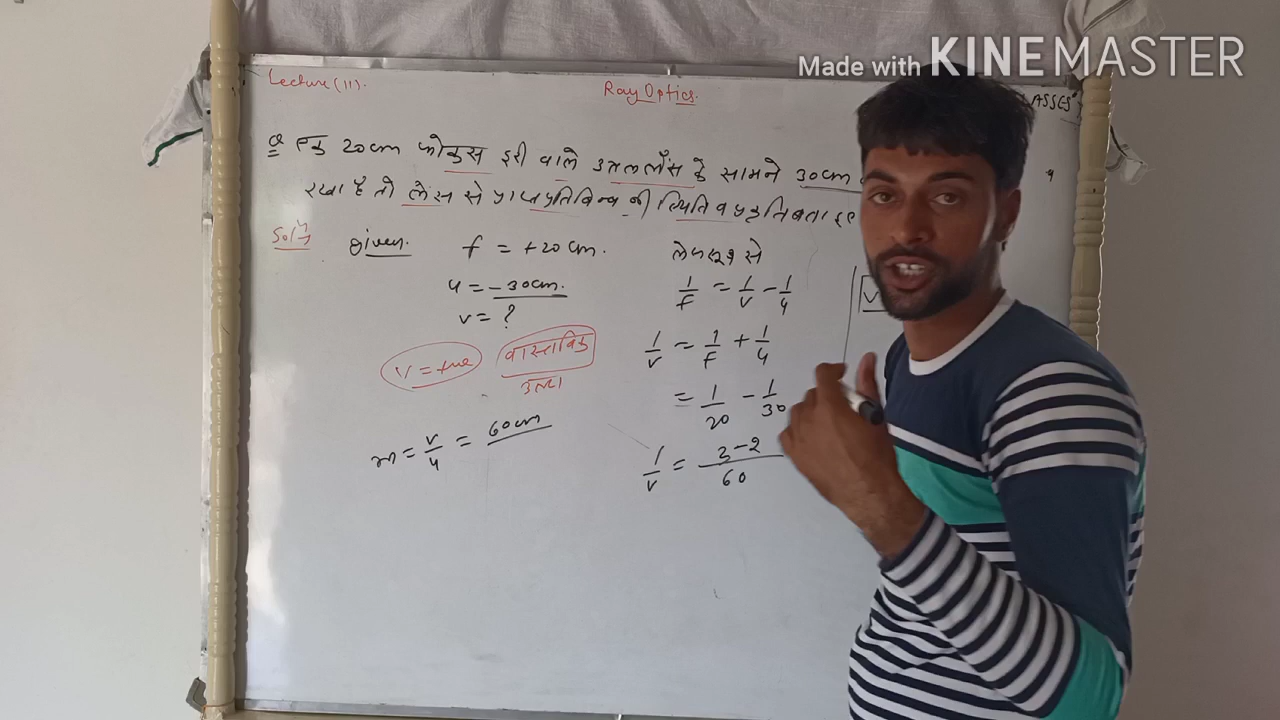 Made with KINEMASTER
Lecture (11).
Ray Optics.
ASSES
Q एक 20cm फोकस दूरी वाले उत्तल लेंस के सामने 30cm
रखा है तो लेंस से प्राप्त प्रतिबिम्ब की स्थिति व प्रकृति बताइए
Solⁿ given. f = +20cm.
u = -30cm.
v = ?
v = +ve वास्तविक
उल्टा
m = v/u = 60cm
लेंस सूत्र से
1/f = 1/v - 1/u
1/v = 1/f + 1/u
= 1/20 - 1/30
1/v = 3-2/60
v